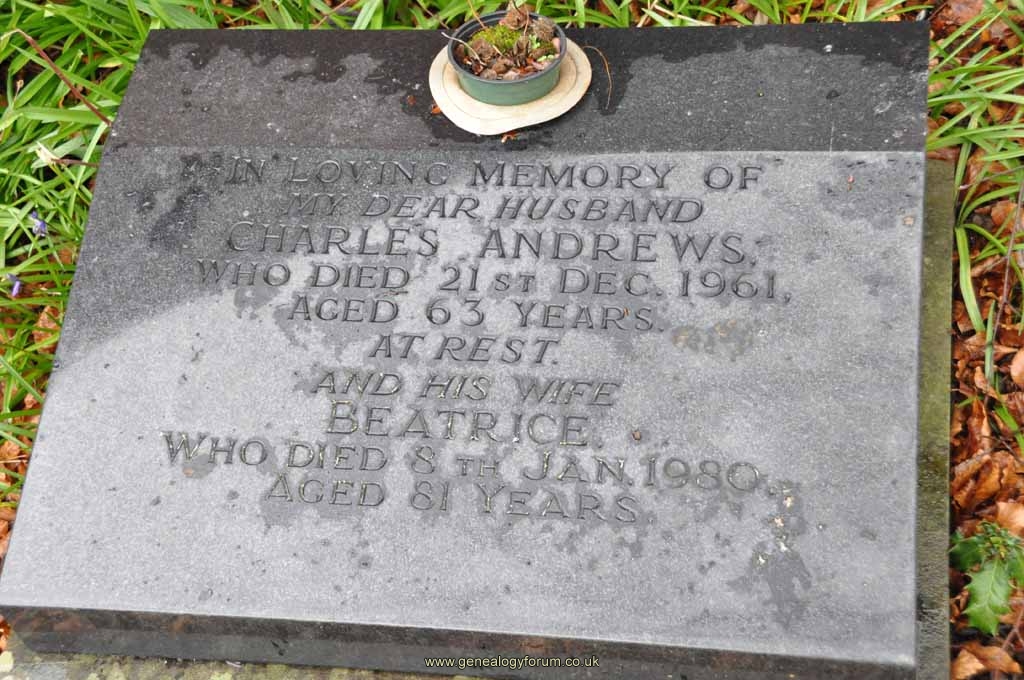 IN LOVING MEMORY OF
MY DEAR HUSBAND
CHARLES ANDREWS,
WHO DIED 21ST DEC. 1961,
AGED 63 YEARS.
AT REST.
AND HIS WIFE
BEATRICE,
WHO DIED 8TH JAN. 1980.
AGED 81 YEARS.
www.genealogyforum.co.uk